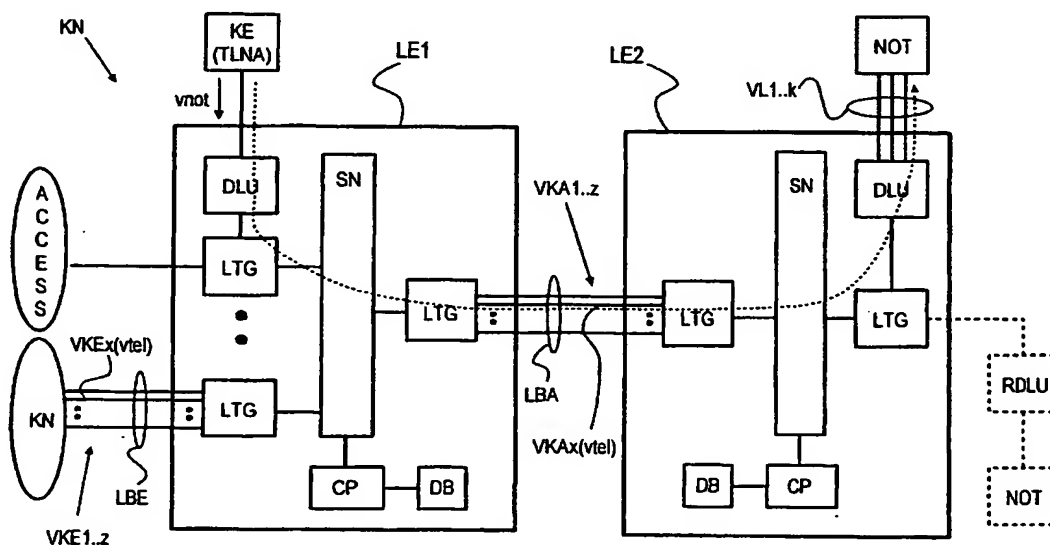 KN
KE
(TLNA)
LE1
LE2
NOT
vnot
VL1..k
ACCESS
DLU
SN
VKA1..z
SN
DLU
LTG
LTG
LTG
LTG
VKEx(vtel)
LBA
RDLU
KN
LTG
VKAx(vtel)
LBE
CP
DB
DB
CP
NOT
VKE1..z